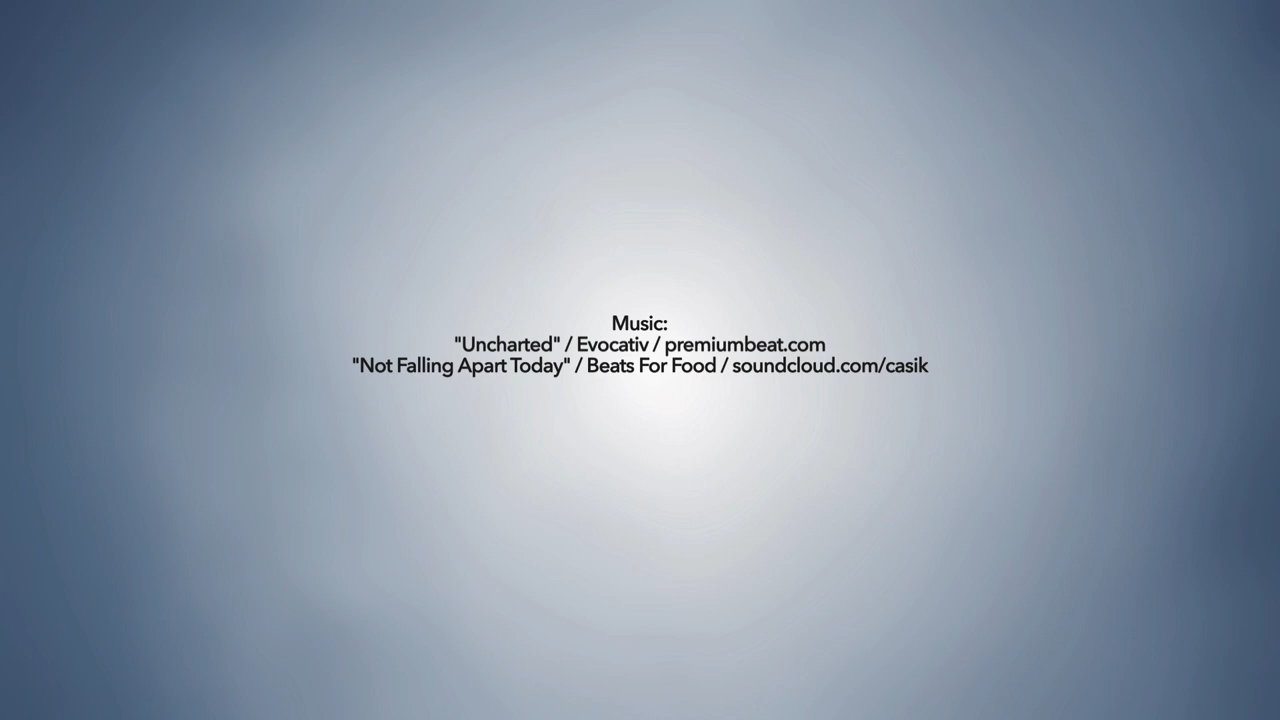 Music:
"Uncharted" / Evocativ / premiumbeat.com
"Not Falling Apart Today" / Beats For Food / soundcloud.com/casik